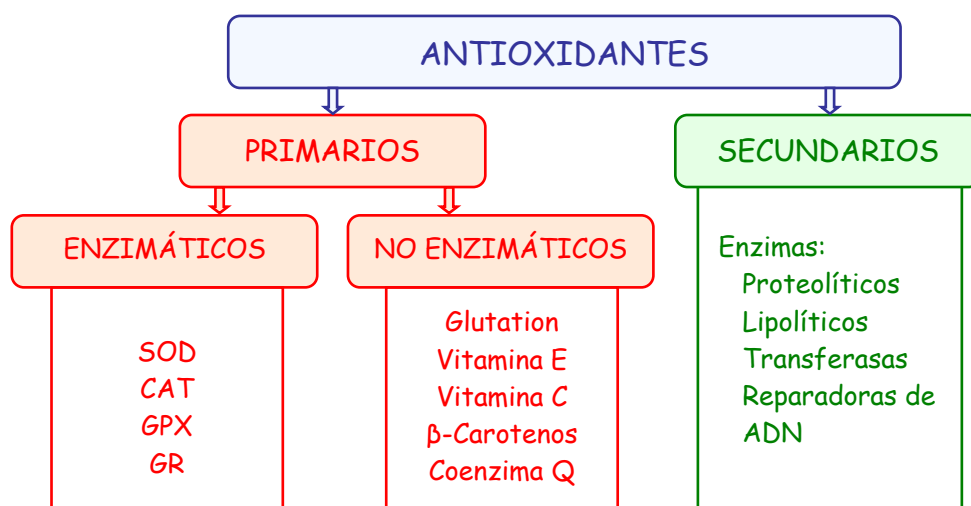 ANTIOXIDANTES
PRIMARIOS
SECUNDARIOS
ENZIMÁTICOS
NO ENZIMÁTICOS
SOD
CAT
GPX
GR
Glutation
Vitamina E
Vitamina C
β-Carotenos
Coenzima Q
Enzimas:
Proteolíticos
Lipolíticos
Transferasas
Reparadoras de
ADN